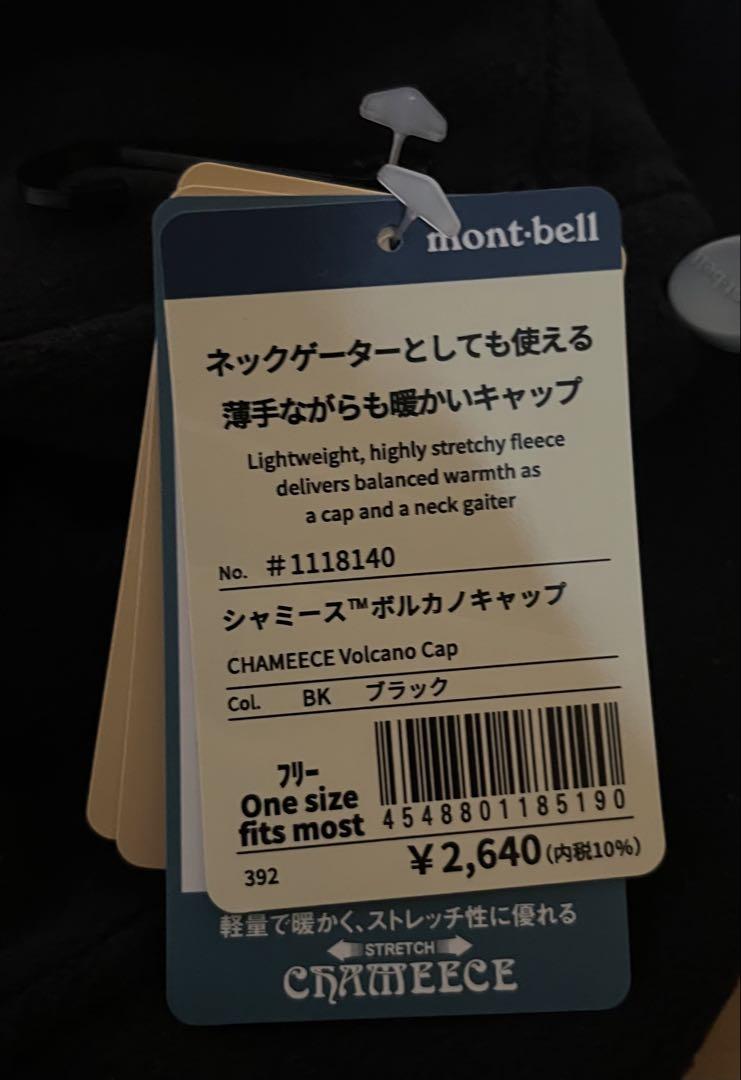 mont-bell
ネックゲーターとしても使える
薄手ながらも暖かいキャップ
Lightweight, highly stretchy fleece
delivers balanced warmth as
a cap and a neck gaiter
No. #1118140
シャミース™ボルカノキャップ
CHAMEECE Volcano Cap
Col. BK ブラック
フリー
One size
fits most
4548801185190
¥2,640(内税10%)
392
軽量で暖かく、ストレッチ性に優れる
STRETCH
CHAMEECE